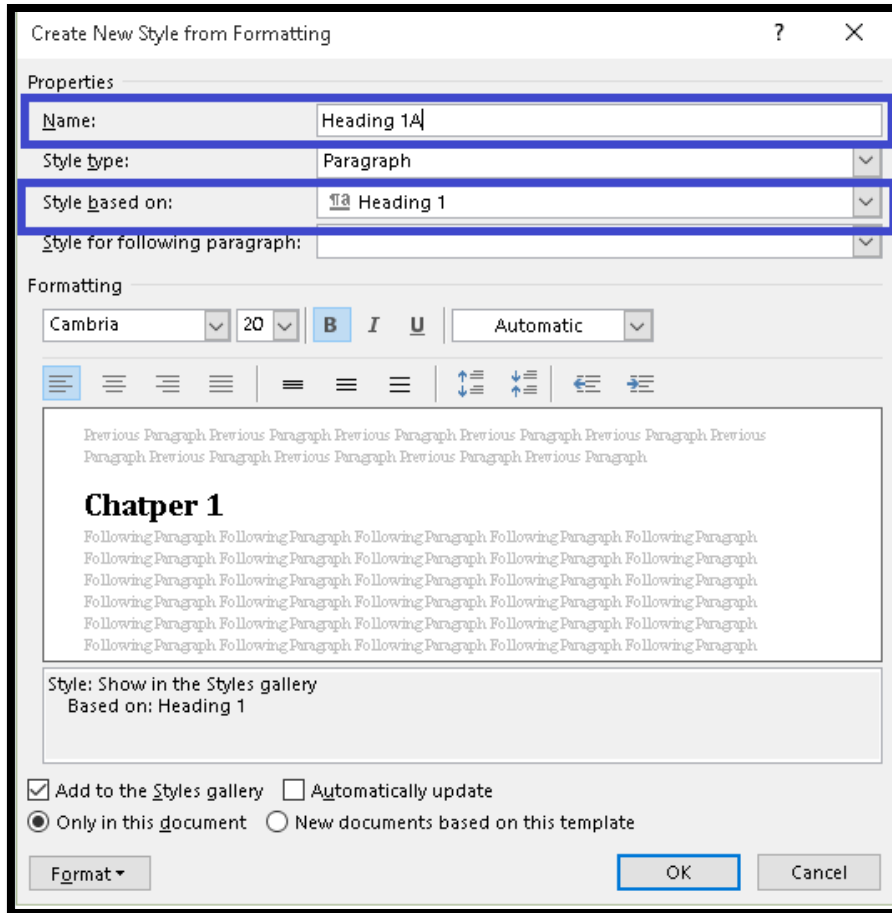 Create New Style from Formatting ?
Properties
Name: Heading 1A
Style type: Paragraph
Style based on: ¶a Heading 1
Style for following paragraph:
Formatting
Cambria 20 B I U Automatic
Previous Paragraph Previous Paragraph Previous Paragraph Previous Paragraph Previous Paragraph Previous
Paragraph Previous Paragraph Previous Paragraph Previous Paragraph Previous Paragraph
Chatper 1
Following Paragraph Following Paragraph Following Paragraph Following Paragraph Following Paragraph
Following Paragraph Following Paragraph Following Paragraph Following Paragraph Following Paragraph
Following Paragraph Following Paragraph Following Paragraph Following Paragraph Following Paragraph
Following Paragraph Following Paragraph Following Paragraph Following Paragraph Following Paragraph
Following Paragraph Following Paragraph Following Paragraph Following Paragraph Following Paragraph
Following Paragraph Following Paragraph Following Paragraph Following Paragraph Following Paragraph
Style: Show in the Styles gallery
Based on: Heading 1
Add to the Styles gallery Automatically update
Only in this document New documents based on this template
Format OK Cancel